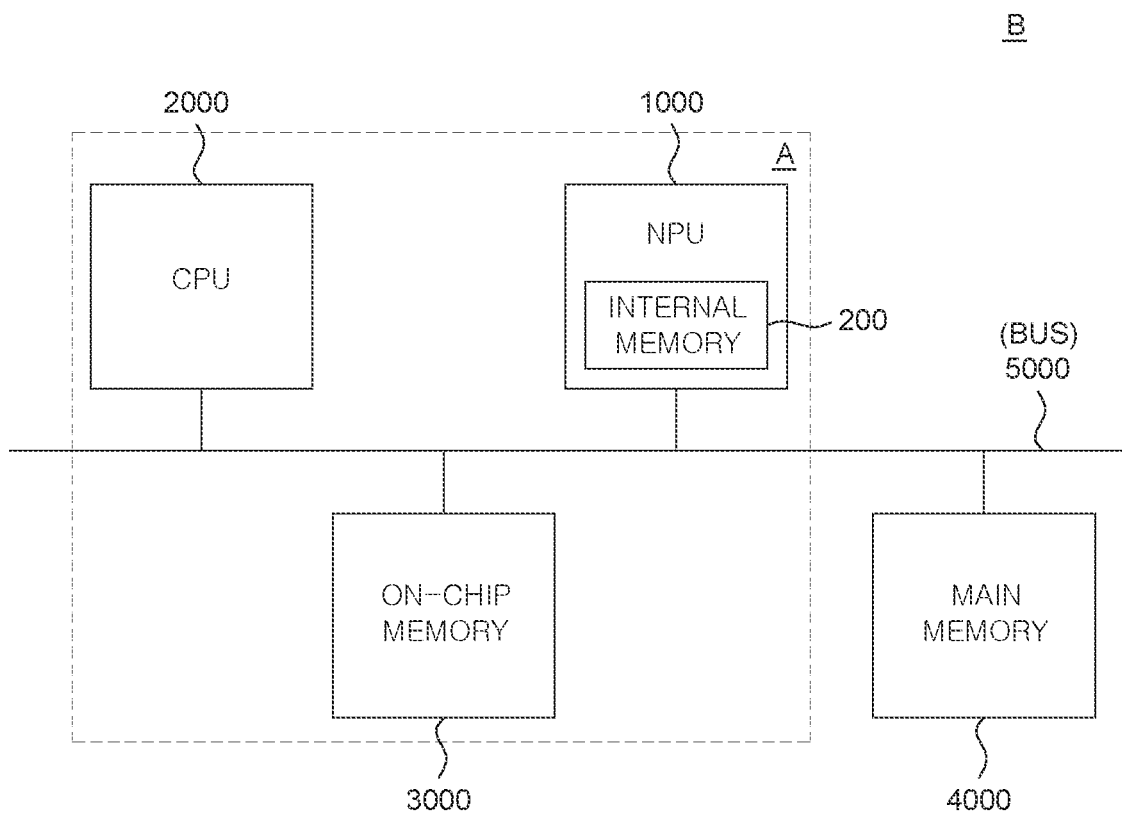 B
2000
1000
A
CPU
NPU
INTERNAL
MEMORY
200
(BUS)
5000
ON-CHIP
MEMORY
MAIN
MEMORY
3000
4000